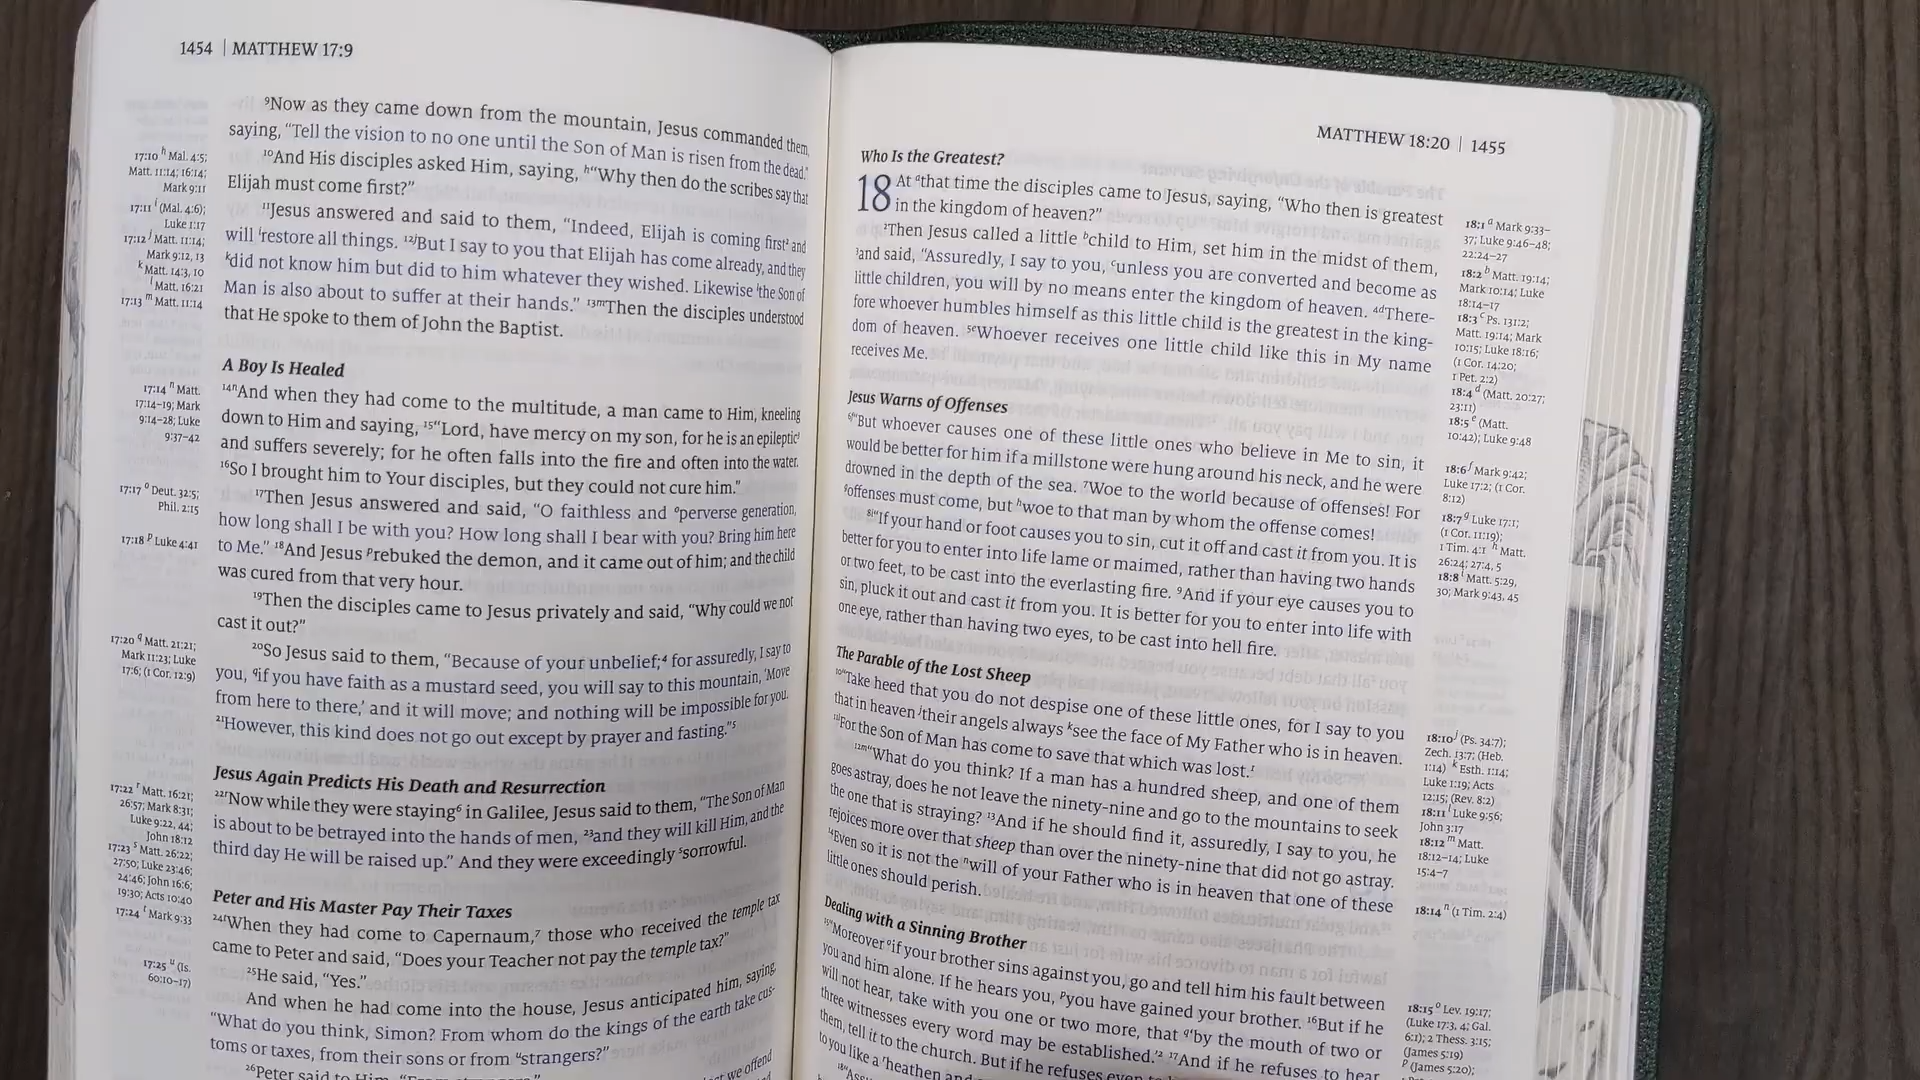 1454 | MATTHEW 17:9
⁹Now as they came down from the mountain, Jesus commanded them,
saying, “Tell the vision to no one until the Son of Man is risen from the dead.”
¹⁰And His disciples asked Him, saying, ʰ“Why then do the scribes say that
Elijah must come first?”
¹¹Jesus answered and said to them, “Indeed, Elijah is coming first³ and
will ⁱrestore all things. ¹²ʲBut I say to you that Elijah has come already, and they
ᵏdid not know him but did to him whatever they wished. Likewise ˡthe Son of
Man is also about to suffer at their hands.” ¹³ᵐThen the disciples understood
that He spoke to them of John the Baptist.
A Boy Is Healed
¹⁴ⁿAnd when they had come to the multitude, a man came to Him, kneeling
down to Him and saying, ¹⁵“Lord, have mercy on my son, for he is an epileptic
and suffers severely; for he often falls into the fire and often into the water.
¹⁶So I brought him to Your disciples, but they could not cure him.”
¹⁷Then Jesus answered and said, “O faithless and ᵒperverse generation,
how long shall I be with you? How long shall I bear with you? Bring him here
to Me.” ¹⁸And Jesus ᵖrebuked the demon, and it came out of him; and the child
was cured from that very hour.
¹⁹Then the disciples came to Jesus privately and said, “Why could we not
cast it out?”
²⁰So Jesus said to them, “Because of your unbelief;⁴ for assuredly, I say to
you, qif you have faith as a mustard seed, you will say to this mountain, ‘Move
from here to there,’ and it will move; and nothing will be impossible for you.
²¹However, this kind does not go out except by prayer and fasting.”⁵
Jesus Again Predicts His Death and Resurrection
²²ʳNow while they were staying⁶ in Galilee, Jesus said to them, “The Son of Man
is about to be betrayed into the hands of men, ²³and they will kill Him, and the
third day He will be raised up.” And they were exceedingly ˢsorrowful.
Peter and His Master Pay Their Taxes
²⁴ᵗWhen they had come to Capernaum,⁷ those who received the temple tax
came to Peter and said, “Does your Teacher not pay the temple tax?”
²⁵He said, “Yes.”
And when he had come into the house, Jesus anticipated him, saying,
“What do you think, Simon? From whom do the kings of the earth take cus-
toms or taxes, from their sons or from ᵘstrangers?”
²⁶Peter said to Him, “From strangers.”
we offend
17:10 ʰ Mal. 4:5;
Matt. 11:14; 16:14;
Mark 9:11
17:11 ⁱ (Mal. 4:6);
Luke 1:17
17:12 ʲ Matt. 11:14;
Mark 9:12, 13
ᵏ Matt. 14:3, 10
ˡ Matt. 16:21
17:13 ᵐ Matt. 11:14
17:14 ⁿ Matt.
17:14–19; Mark
9:14–28; Luke
9:37–42
17:17 ᵒ Deut. 32:5;
Phil. 2:15
17:18 ᵖ Luke 4:41
17:20 q Matt. 21:21;
Mark 11:23; Luke
17:6; (1 Cor. 12:9)
17:22 ʳ Matt. 16:21;
26:57; Mark 8:31;
Luke 9:22, 44;
John 18:12
17:23 ˢ Matt. 26:22;
27:50; Luke 23:46;
24:46; John 16:6;
19:30; Acts 10:40
17:24 ᵗ Mark 9:33
17:25 ᵘ (Is.
60:10–17)
MATTHEW 18:20 | 1455
Who Is the Greatest?
18 At ᵃthat time the disciples came to Jesus, saying, “Who then is greatest
in the kingdom of heaven?”
²Then Jesus called a little ᵇchild to Him, set him in the midst of them,
³and said, “Assuredly, I say to you, ᶜunless you are converted and become as
little children, you will by no means enter the kingdom of heaven. ⁴ᵈThere-
fore whoever humbles himself as this little child is the greatest in the king-
dom of heaven. ⁵ᵉWhoever receives one little child like this in My name
receives Me.
Jesus Warns of Offenses
⁶ᶠ“But whoever causes one of these little ones who believe in Me to sin, it
would be better for him if a millstone were hung around his neck, and he were
drowned in the depth of the sea. ⁷Woe to the world because of offenses! For
ᵍoffenses must come, but ʰwoe to that man by whom the offense comes!
⁸ⁱ“If your hand or foot causes you to sin, cut it off and cast it from you. It is
better for you to enter into life lame or maimed, rather than having two hands
or two feet, to be cast into the everlasting fire. ⁹And if your eye causes you to
sin, pluck it out and cast it from you. It is better for you to enter into life with
one eye, rather than having two eyes, to be cast into hell fire.
The Parable of the Lost Sheep
¹⁰“Take heed that you do not despise one of these little ones, for I say to you
that in heaven ʲtheir angels always ᵏsee the face of My Father who is in heaven.
¹¹ˡFor the Son of Man has come to save that which was lost.¹
¹²ᵐ“What do you think? If a man has a hundred sheep, and one of them
goes astray, does he not leave the ninety-nine and go to the mountains to seek
the one that is straying? ¹³And if he should find it, assuredly, I say to you, he
rejoices more over that sheep than over the ninety-nine that did not go astray.
¹⁴Even so it is not the ⁿwill of your Father who is in heaven that one of these
little ones should perish.
Dealing with a Sinning Brother
¹⁵“Moreover ᵒif your brother sins against you, go and tell him his fault between
you and him alone. If he hears you, ᵖyou have gained your brother. ¹⁶But if he
will not hear, take with you one or two more, that q‘by the mouth of two or
three witnesses every word may be established.’² ¹⁷And if he refuses to hear
them, tell it to the church. But if he refuses even to
to you like a ʳheathen and
18:1 ᵃ Mark 9:33–
37; Luke 9:46–48;
22:24–27
18:2 ᵇ Matt. 19:14;
Mark 10:14; Luke
18:14–17
18:3 ᶜ Ps. 131:2;
Matt. 19:14; Mark
10:15; Luke 18:16;
(1 Cor. 14:20;
1 Pet. 2:2)
18:4 ᵈ (Matt. 20:27;
23:11)
18:5 ᵉ (Matt.
10:42); Luke 9:48
18:6 ᶠ Mark 9:42;
Luke 17:2; (1 Cor.
8:12)
18:7 ᵍ Luke 17:1;
(1 Cor. 11:19);
1 Tim. 4:1 ʰ Matt.
26:24; 27:4, 5
18:8 ⁱ Matt. 5:29,
30; Mark 9:43, 45
18:10 ʲ (Ps. 34:7);
Zech. 13:7; (Heb.
1:14) ᵏ Esth. 1:14;
Luke 1:19; Acts
12:15; (Rev. 8:2)
18:11 ˡ Luke 9:56;
John 3:17
18:12 ᵐ Matt.
18:12–14; Luke
15:4–7
18:14 ⁿ (1 Tim. 2:4)
18:15 ᵒ Lev. 19:17;
(Luke 17:3, 4; Gal.
6:1); 2 Thess. 3:15;
(James 5:19)
ᵖ (James 5:20);